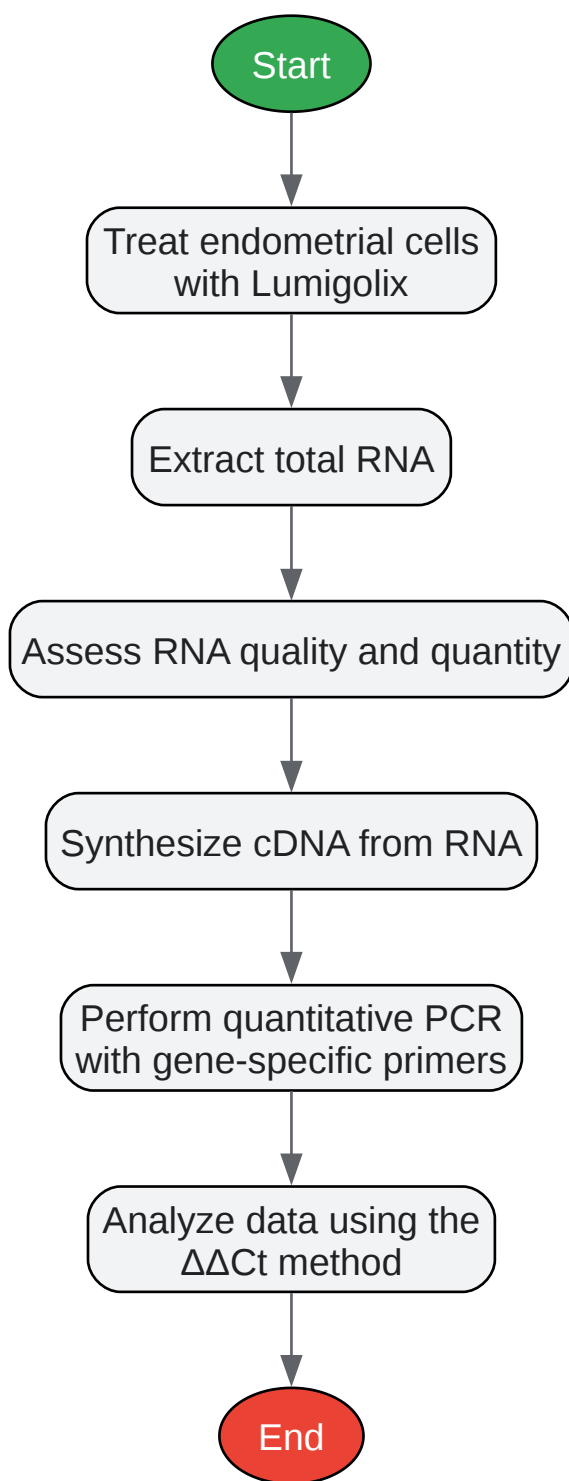 Start
Treat endometrial cells
with Lumigolix
Extract total RNA
Assess RNA quality and quantity
Synthesize cDNA from RNA
Perform quantitative PCR
with gene-specific primers
Analyze data using the
ΔΔCt method
End